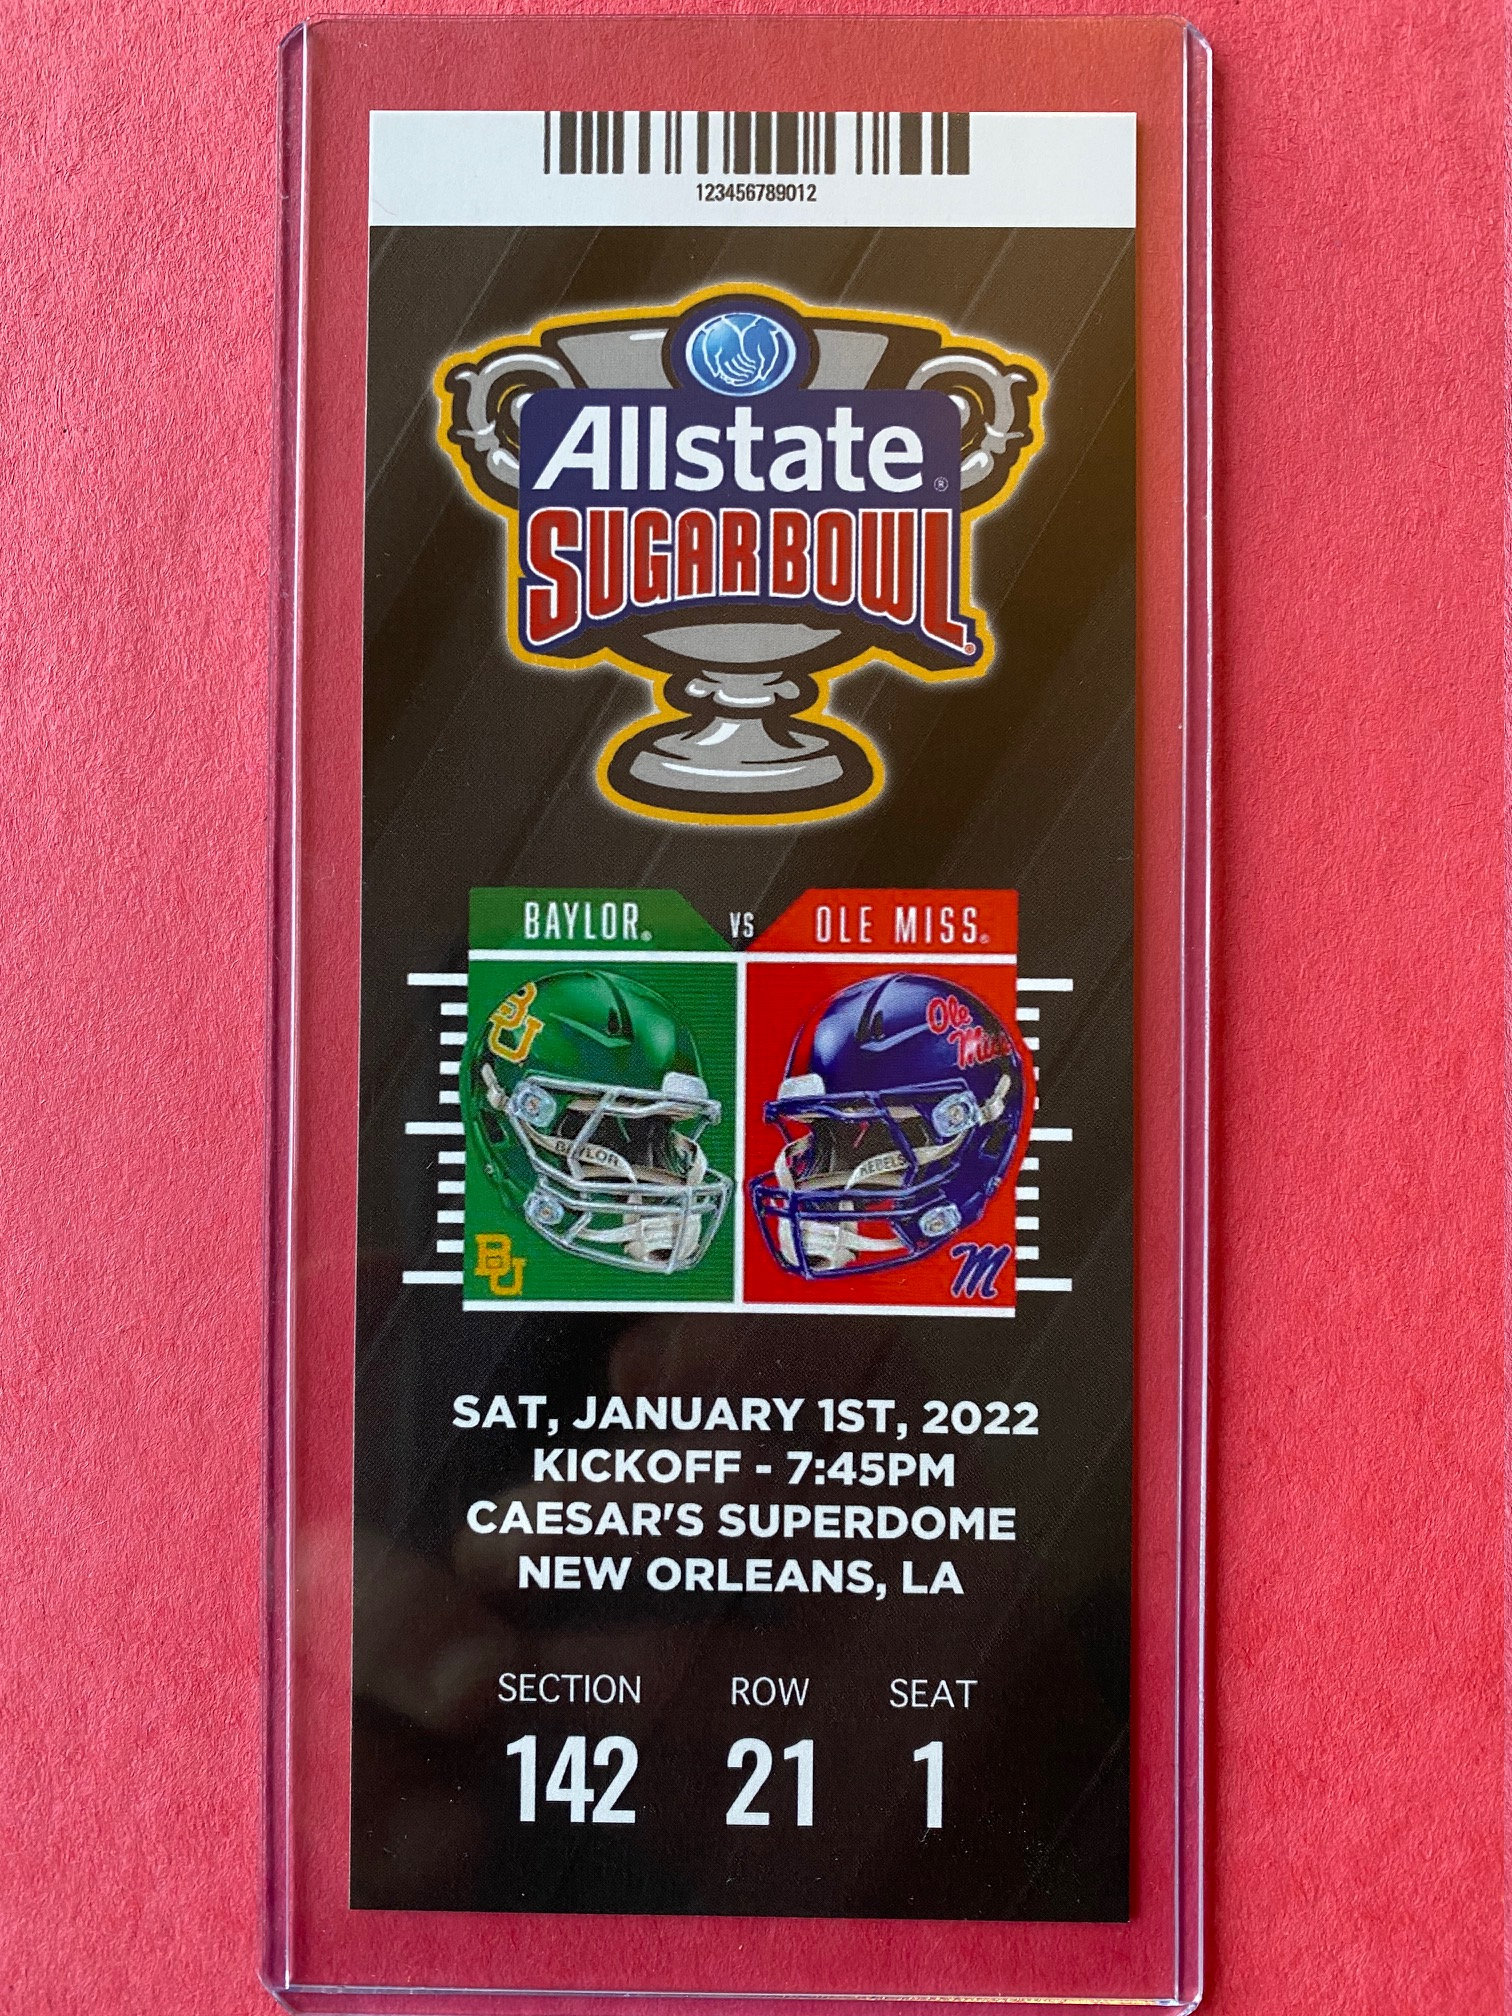 123456789012
Allstate®
SUGAR BOWL®
BAYLOR® VS OLE MISS®
BU
Ole
Miss
BAYLOR
REBELS
BU
M
SAT, JANUARY 1ST, 2022
KICKOFF - 7:45PM
CAESAR'S SUPERDOME
NEW ORLEANS, LA
SECTION ROW SEAT
142 21 1